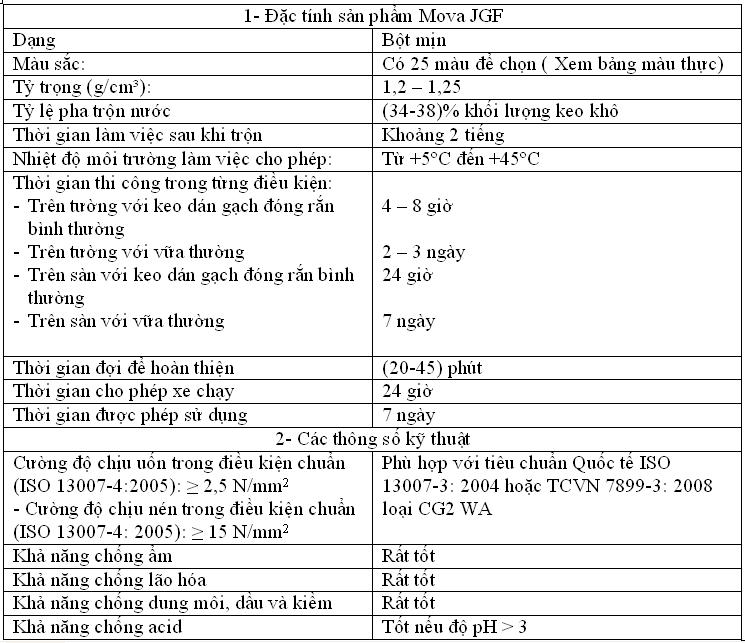 1- Đặc tính sản phẩm Mova JGF
Dạng Bột mịn
Màu sắc: Có 25 màu để chọn ( Xem bảng màu thực)
Tỷ trọng (g/cm³): 1,2 – 1,25
Tỷ lệ pha trộn nước (34-38)% khối lượng keo khô
Thời gian làm việc sau khi trộn Khoảng 2 tiếng
Nhiệt độ môi trường làm việc cho phép: Từ +5°C đến +45°C
Thời gian thi công trong từng điều kiện:
- Trên tường với keo dán gạch đóng rắn 4 – 8 giờ
bình thường
- Trên tường với vữa thường 2 – 3 ngày
- Trên sàn với keo dán gạch đóng rắn bình 24 giờ
thường
- Trên sàn với vữa thường 7 ngày
Thời gian đợi để hoàn thiện (20-45) phút
Thời gian cho phép xe chạy 24 giờ
Thời gian được phép sử dụng 7 ngày
2- Các thông số kỹ thuật
Cường độ chịu uốn trong điều kiện chuẩn Phù hợp với tiêu chuẩn Quốc tế ISO
(ISO 13007-4:2005): ≥ 2,5 N/mm² 13007-3: 2004 hoặc TCVN 7899-3: 2008
- Cường độ chịu nén trong điều kiện chuẩn loại CG2 WA
(ISO 13007-4: 2005): ≥ 15 N/mm²
Khả năng chống ẩm Rất tốt
Khả năng chống lão hóa Rất tốt
Khả năng chống dung môi, dầu và kiềm Rất tốt
Khả năng chống acid Tốt nếu độ pH > 3